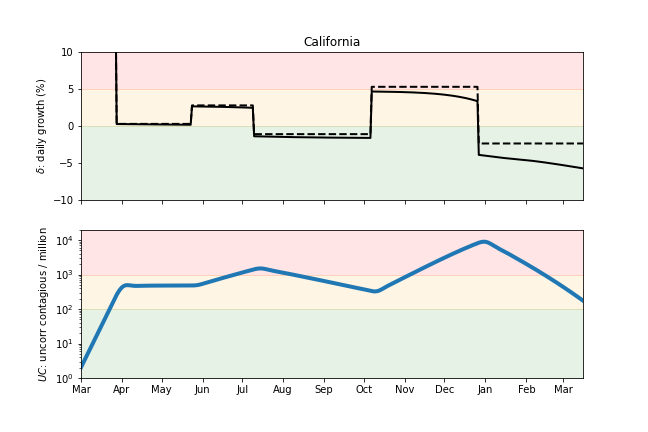 California
δ: daily growth (%)
10
5
0
−5
−10
UC: uncorr contagious / million
10⁴
10³
10²
10¹
10⁰
Mar Apr May Jun Jul Aug Sep Oct Nov Dec Jan Feb Mar